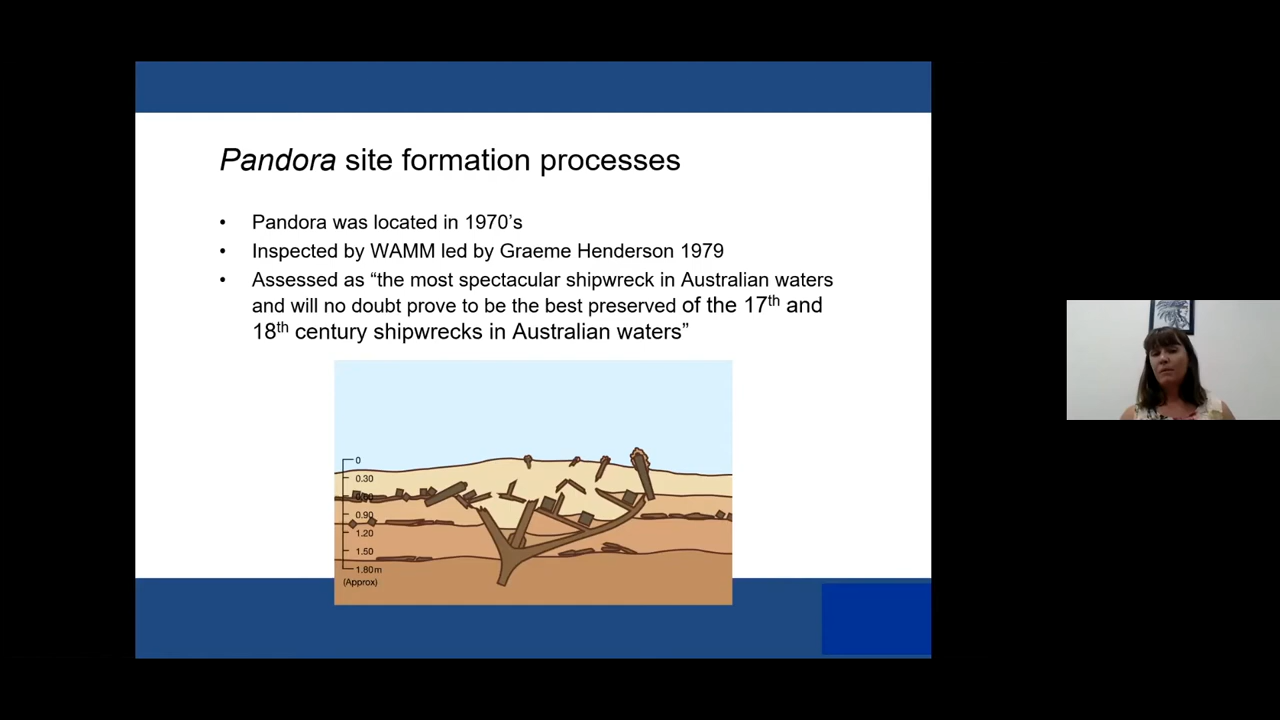 Pandora site formation processes
• Pandora was located in 1970’s
• Inspected by WAMM led by Graeme Henderson 1979
• Assessed as “the most spectacular shipwreck in Australian waters
and will no doubt prove to be the best preserved of the 17th and
18th century shipwrecks in Australian waters”
0
0.30
0.60
0.90
1.20
1.50
1.80m
(Approx)